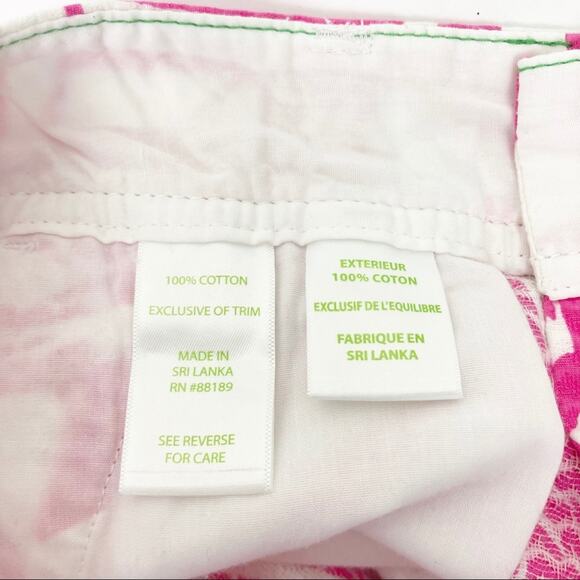 100% COTTON
EXCLUSIVE OF TRIM
MADE IN
SRI LANKA
RN #88189
SEE REVERSE
FOR CARE
EXTERIEUR
100% COTON
EXCLUSIF DE L'EQUILIBRE
FABRIQUE EN
SRI LANKA